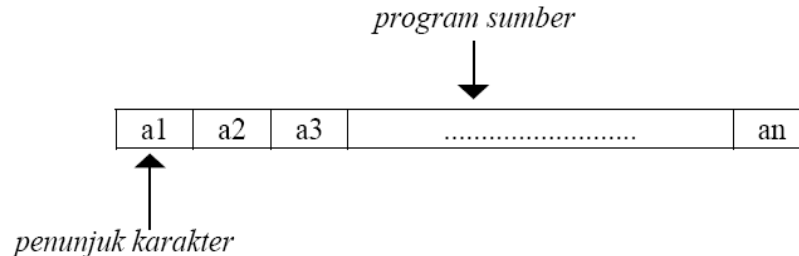 program sumber
a1 a2 a3 .......................... an
penunjuk karakter